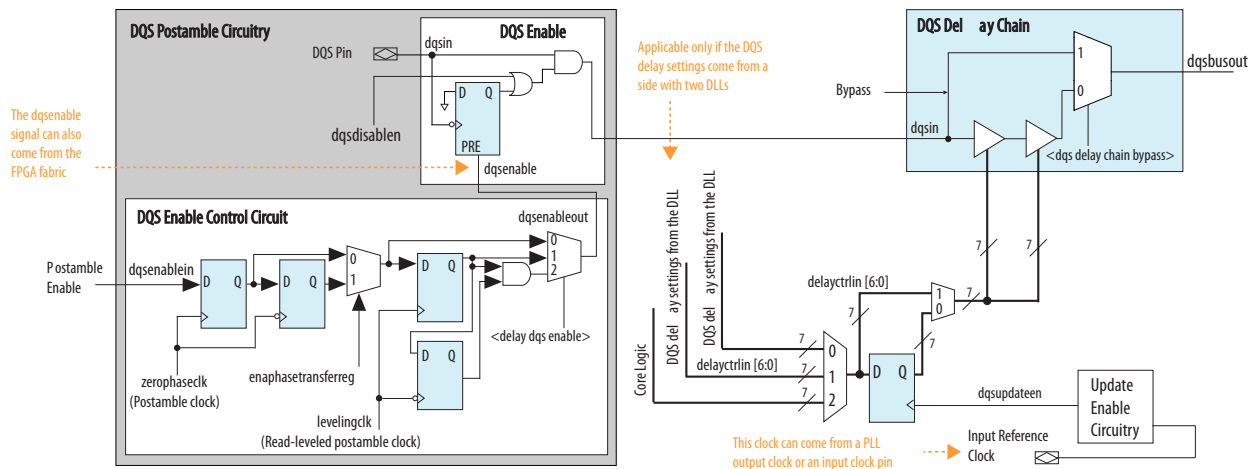 DQS Postamble Circuitry
DQS Enable
DQS Pin
dqsin
D Q
PRE
dqsdisablen
dqsenable
The dqsenable
signal can also
come from the
FPGA fabric
Applicable only if the DQS
delay settings come from a
side with two DLLs
DQS Del ay Chain
1
0
dqsbusout
Bypass
dqsin
<dqs delay chain bypass>
DQS Enable Control Circuit
dqsenableout
P ostamble
Enable
dqsenablein
D Q
D Q
0
1
D Q
0
1
2
D Q
<delay dqs enable>
zerophaseclk
(Postamble clock)
enaphasetransferreg
levelingclk
(Read-leveled postamble clock)
Core Logic
DQS del ay settings from the DLL
DQS del ay settings from the DLL
7
7
delayctrlin [6:0]
1
0
7
7
7
7
0
delayctrlin [6:0]
7
1
7
2
D Q
dqsupdateen
Update
Enable
Circuitry
This clock can come from a PLL
output clock or an input clock pin
Input Reference
Clock